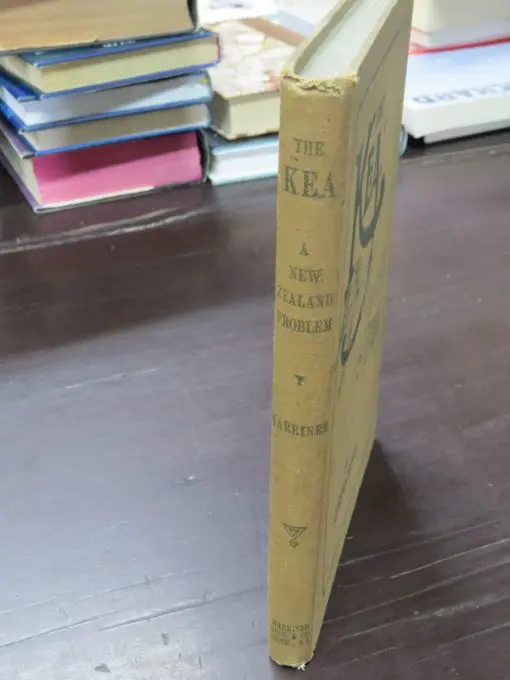 THE
KEA
A
NEW
ZEALAND
PROBLEM
MARRINER
KEA